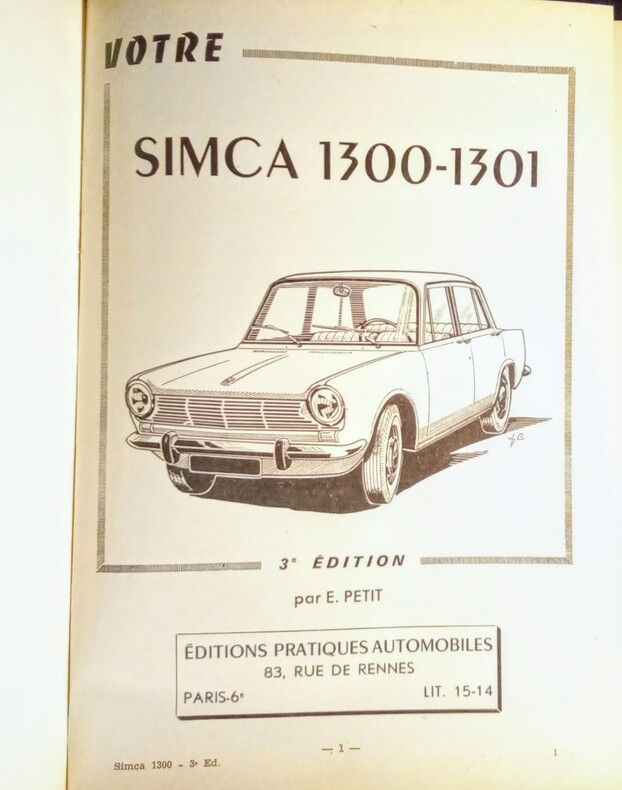 VOTRE
SIMCA 1300-1301
J.C.
3ᵉ ÉDITION
par E. PETIT
ÉDITIONS PRATIQUES AUTOMOBILES
83, RUE DE RENNES
PARIS-6ᵉ LIT. 15-14
— 1 —
Simca 1300 - 3ᵉ Ed. 1